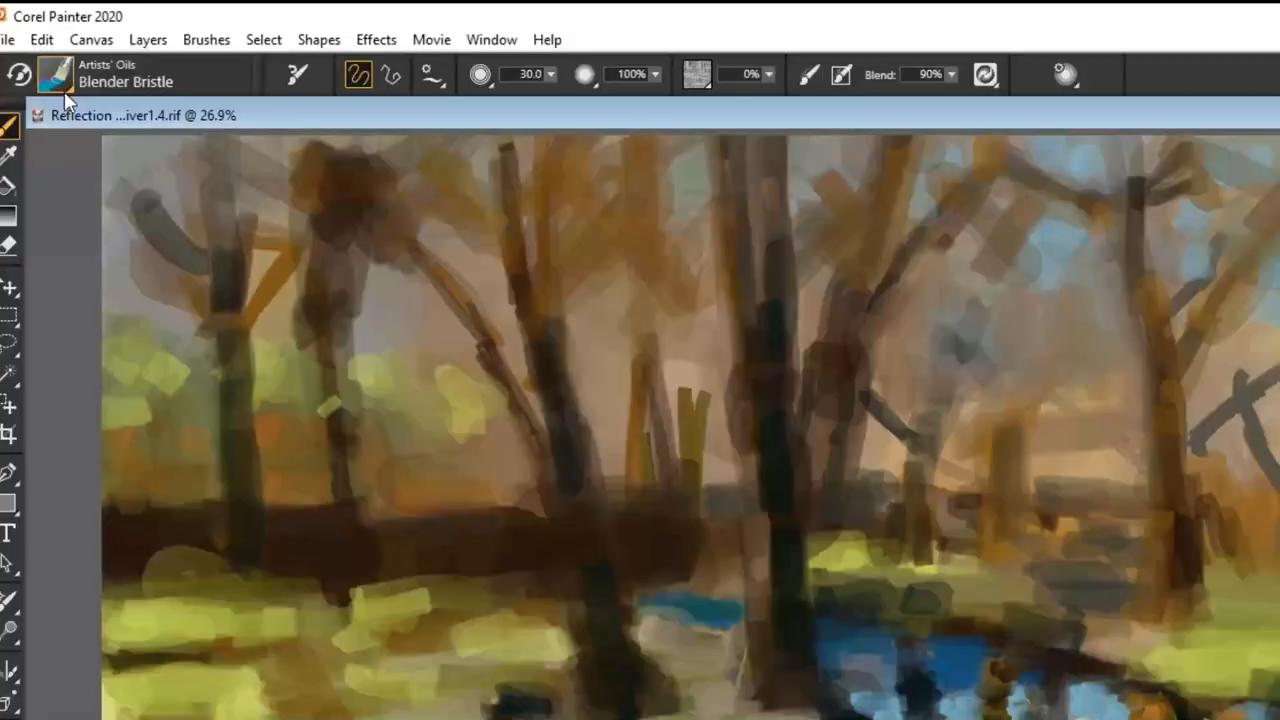 Corel Painter 2020
ile Edit Canvas Layers Brushes Select Shapes Effects Movie Window Help
Artists' Oils
Blender Bristle
30.0 100% 0% Blend: 90%
Reflection ...iver1.4.rif @ 26.9%
T